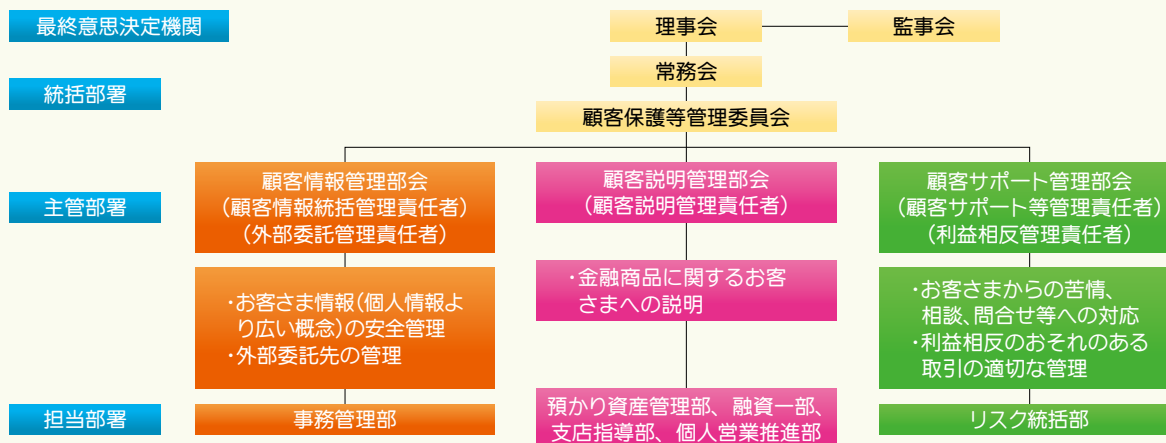 最終意思決定機関
理事会
監事会
常務会
統括部署
顧客保護等管理委員会
主管部署
顧客情報管理部会
(顧客情報統括管理責任者)
(外部委託管理責任者)
顧客説明管理部会
(顧客説明管理責任者)
顧客サポート管理部会
(顧客サポート等管理責任者)
(利益相反管理責任者)
・お客さま情報(個人情報よ
り広い概念)の安全管理
・外部委託先の管理
・金融商品に関するお客
さまへの説明
・お客さまからの苦情、
相談、問合せ等への対応
・利益相反のおそれのある
取引の適切な管理
担当部署
事務管理部
預かり資産管理部、融資一部、
支店指導部、個人営業推進部
リスク統括部